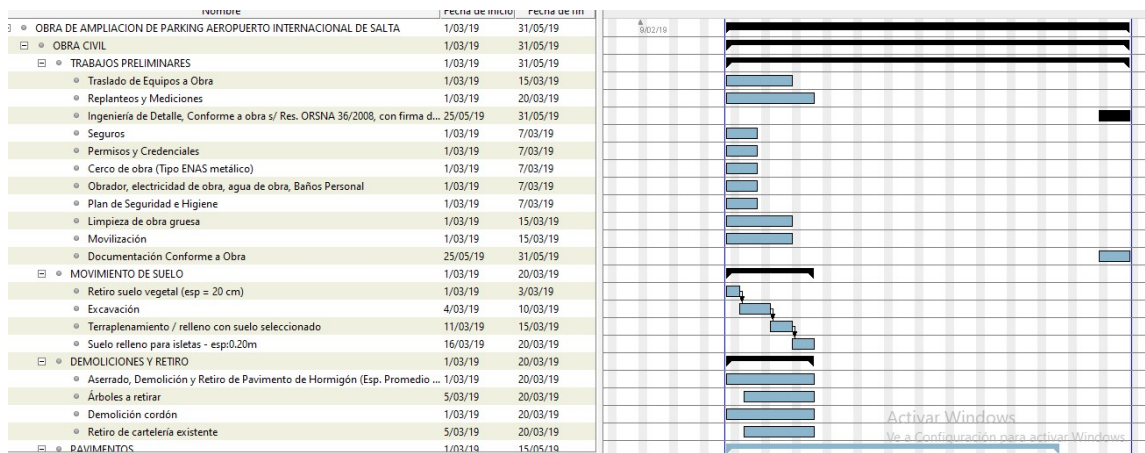 Nombre Fecha de inicio Fecha de fin
OBRA DE AMPLIACION DE PARKING AEROPUERTO INTERNACIONAL DE SALTA 1/03/19 31/05/19
9/02/19
OBRA CIVIL 1/03/19 31/05/19
TRABAJOS PRELIMINARES 1/03/19 31/05/19
Traslado de Equipos a Obra 1/03/19 15/03/19
Replanteos y Mediciones 1/03/19 20/03/19
Ingeniería de Detalle, Conforme a obra s/ Res. ORSNA 36/2008, con firma d... 25/05/19 31/05/19
Seguros 1/03/19 7/03/19
Permisos y Credenciales 1/03/19 7/03/19
Cerco de obra (Tipo ENAS metálico) 1/03/19 7/03/19
Obrador, electricidad de obra, agua de obra, Baños Personal 1/03/19 7/03/19
Plan de Seguridad e Higiene 1/03/19 7/03/19
Limpieza de obra gruesa 1/03/19 15/03/19
Movilización 1/03/19 15/03/19
Documentación Conforme a Obra 25/05/19 31/05/19
MOVIMIENTO DE SUELO 1/03/19 20/03/19
Retiro suelo vegetal (esp = 20 cm) 1/03/19 3/03/19
Excavación 4/03/19 10/03/19
Terraplenamiento / relleno con suelo seleccionado 11/03/19 15/03/19
Suelo relleno para isletas - esp:0.20m 16/03/19 20/03/19
DEMOLICIONES Y RETIRO 1/03/19 20/03/19
Aserrado, Demolición y Retiro de Pavimento de Hormigón (Esp. Promedio ... 1/03/19 20/03/19
Árboles a retirar 5/03/19 20/03/19
Demolición cordón 1/03/19 20/03/19
Retiro de cartelería existente 5/03/19 20/03/19
PAVIMENTOS 1/03/19 15/05/19
Activar Windows
Ve a Configuración para activar Windows.